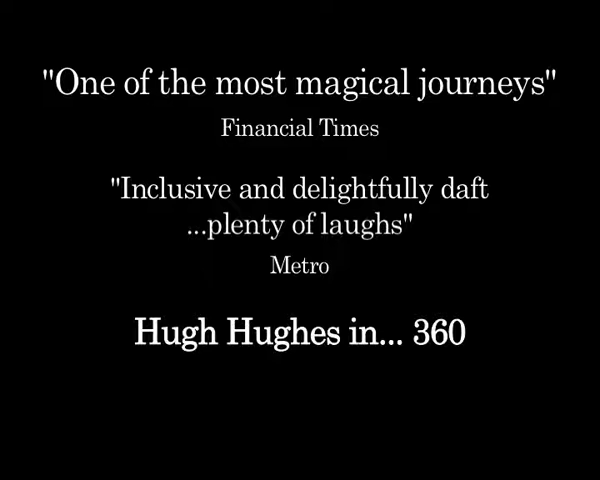 "One of the most magical journeys"
Financial Times
"Inclusive and delightfully daft
...plenty of laughs"
Metro
Hugh Hughes in... 360